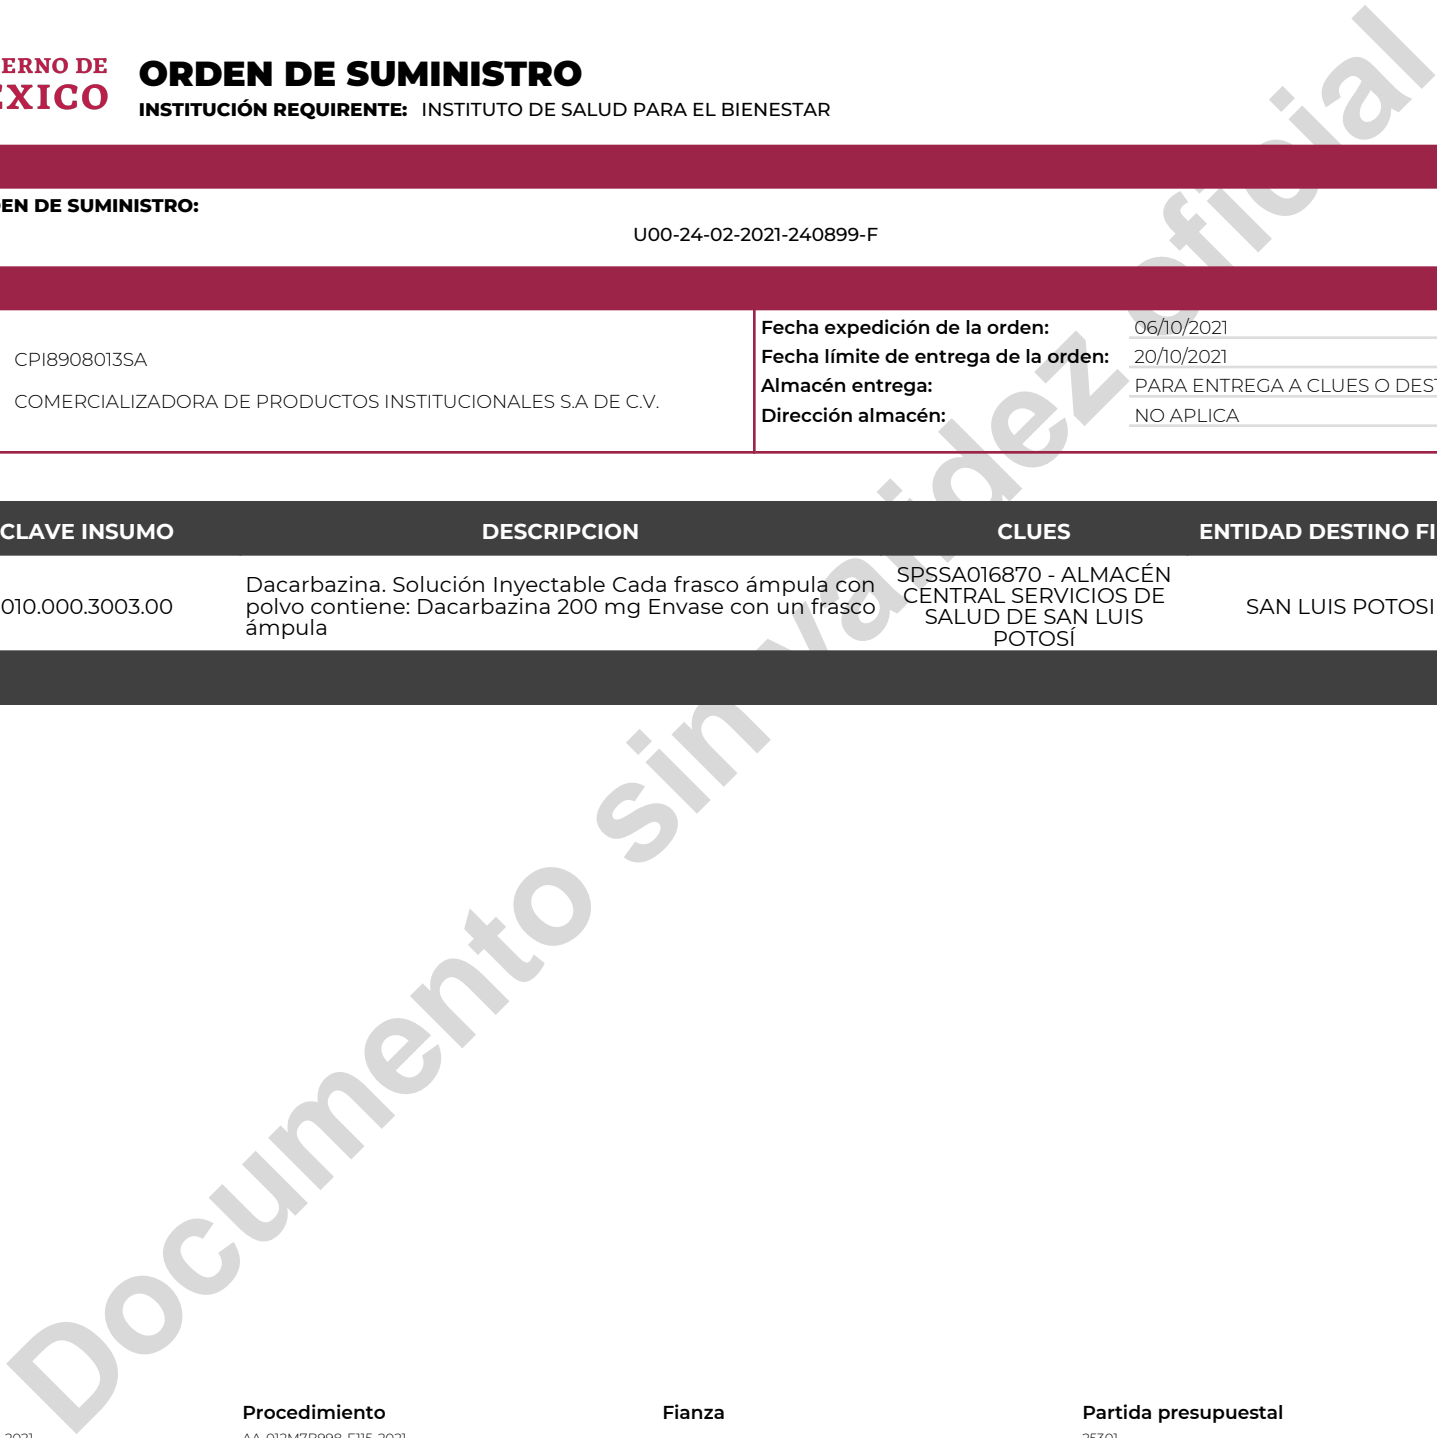 ERNO DE
ORDEN DE SUMINISTRO
INSTITUCIÓN REQUIRENTE: INSTITUTO DE SALUD PARA EL BIENESTAR
EN DE SUMINISTRO:
U00-24-02-2021-240899-F
CPI8908013SA
COMERCIALIZADORA DE PRODUCTOS INSTITUCIONALES S.A DE C.V.
Fecha expedición de la orden: 06/10/2021
Fecha límite de entrega de la orden: 20/10/2021
Almacén entrega: PARA ENTREGA A CLUES O DEST
Dirección almacén: NO APLICA
CLAVE INSUMO DESCRIPCION CLUES ENTIDAD DESTINO FI
010.000.3003.00
Dacarbazina. Solución Inyectable Cada frasco ámpula con
polvo contiene: Dacarbazina 200 mg Envase con un frasco
ámpula
SPSSA016870 - ALMACÉN
CENTRAL SERVICIOS DE
SALUD DE SAN LUIS
POTOSÍ
SAN LUIS POTOSI
Documento sin validez oficial
Procedimiento Fianza Partida presupuestal